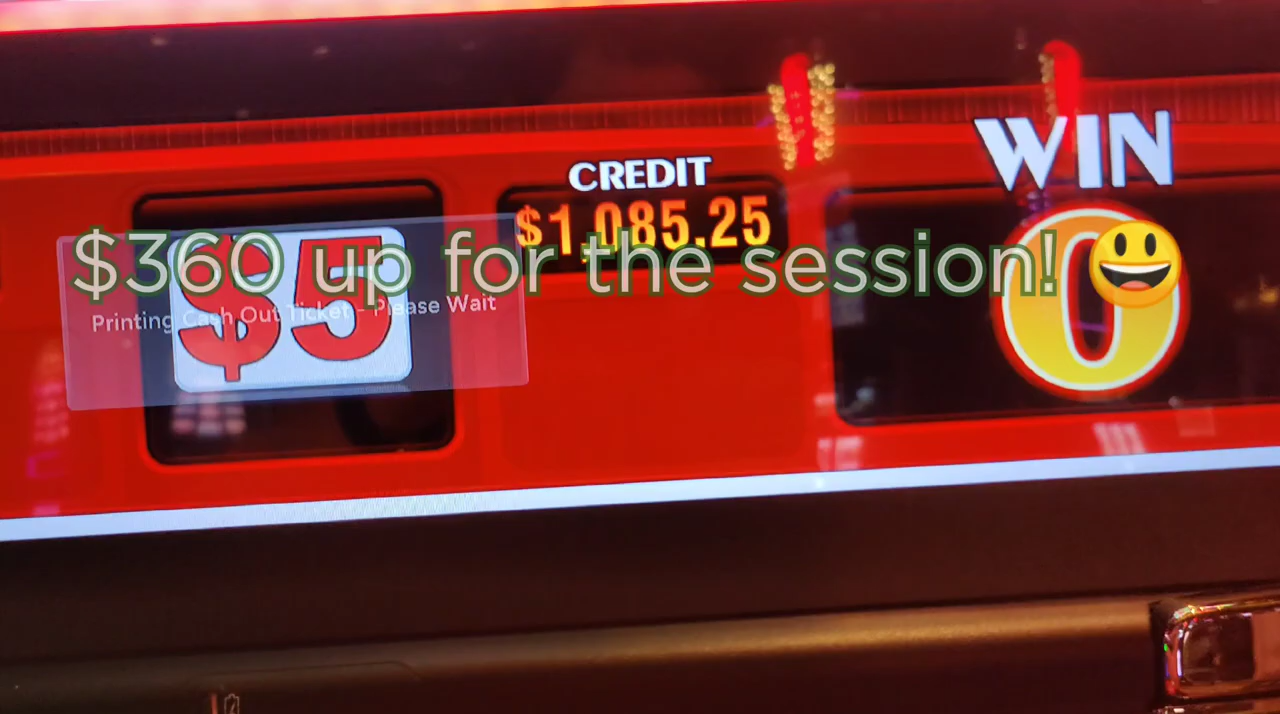 WIN
CREDIT
$1,085.25
$360 up for the session! 😃
0
$5
Printing Cash Out Ticket - Please Wait